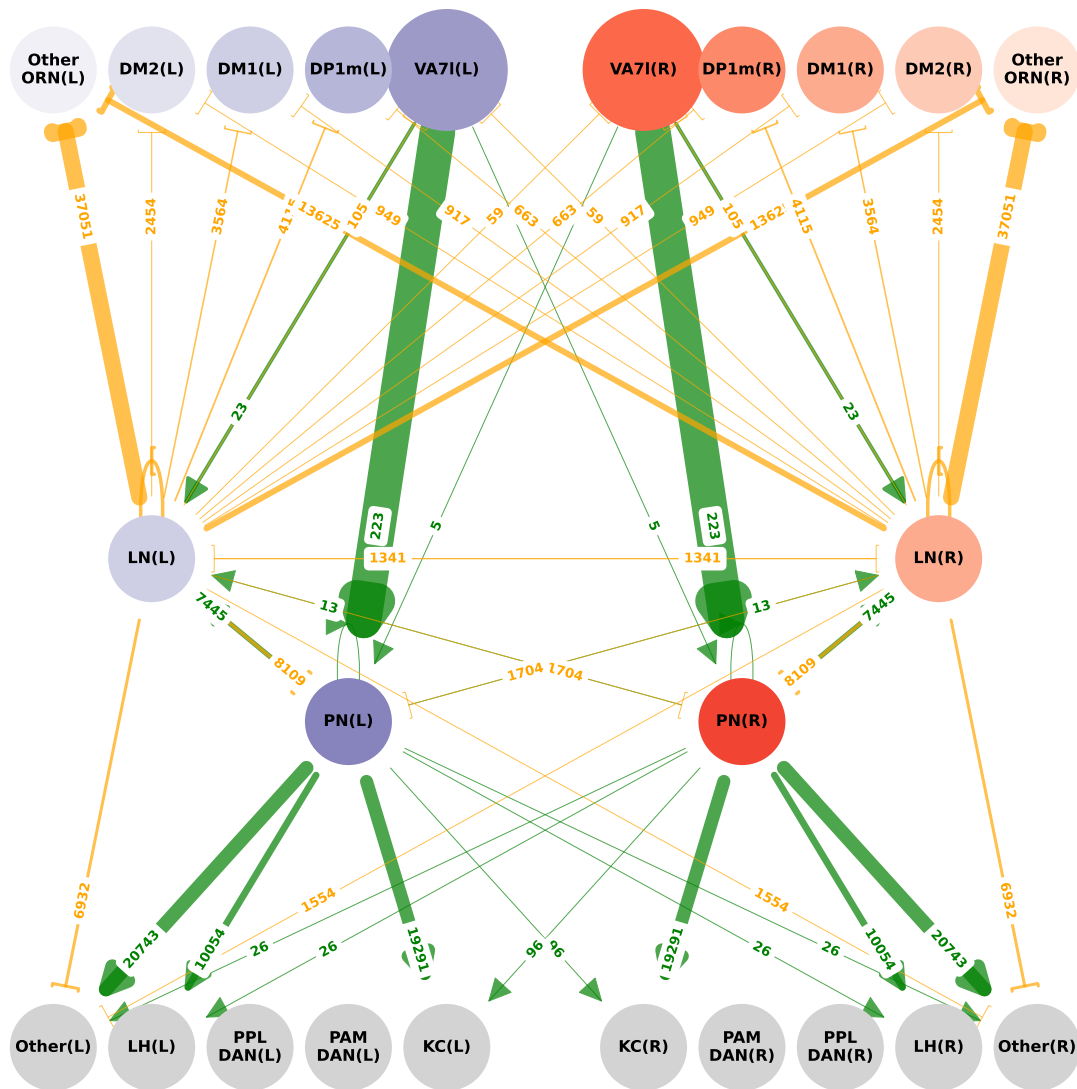 Other
ORN(L)
DM2(L)
DM1(L)
DP1m(L)
VA7l(L)
VA7l(R)
DP1m(R)
DM1(R)
DM2(R)
Other
ORN(R)
37051
2454
3564
13625
105
949
917
59
663
663
59
917
949
105
4115
3564
2454
37051
23
23
223
5
5
223
LN(L)
1341
1341
LN(R)
7445
13
13
7445
8109
1704
1704
8109
PN(L)
PN(R)
6932
1554
1554
6932
20743
10054
26
26
19291
96
96
19291
26
26
10054
20743
Other(L)
LH(L)
PPL
DAN(L)
PAM
DAN(L)
KC(L)
KC(R)
PAM
DAN(R)
PPL
DAN(R)
LH(R)
Other(R)